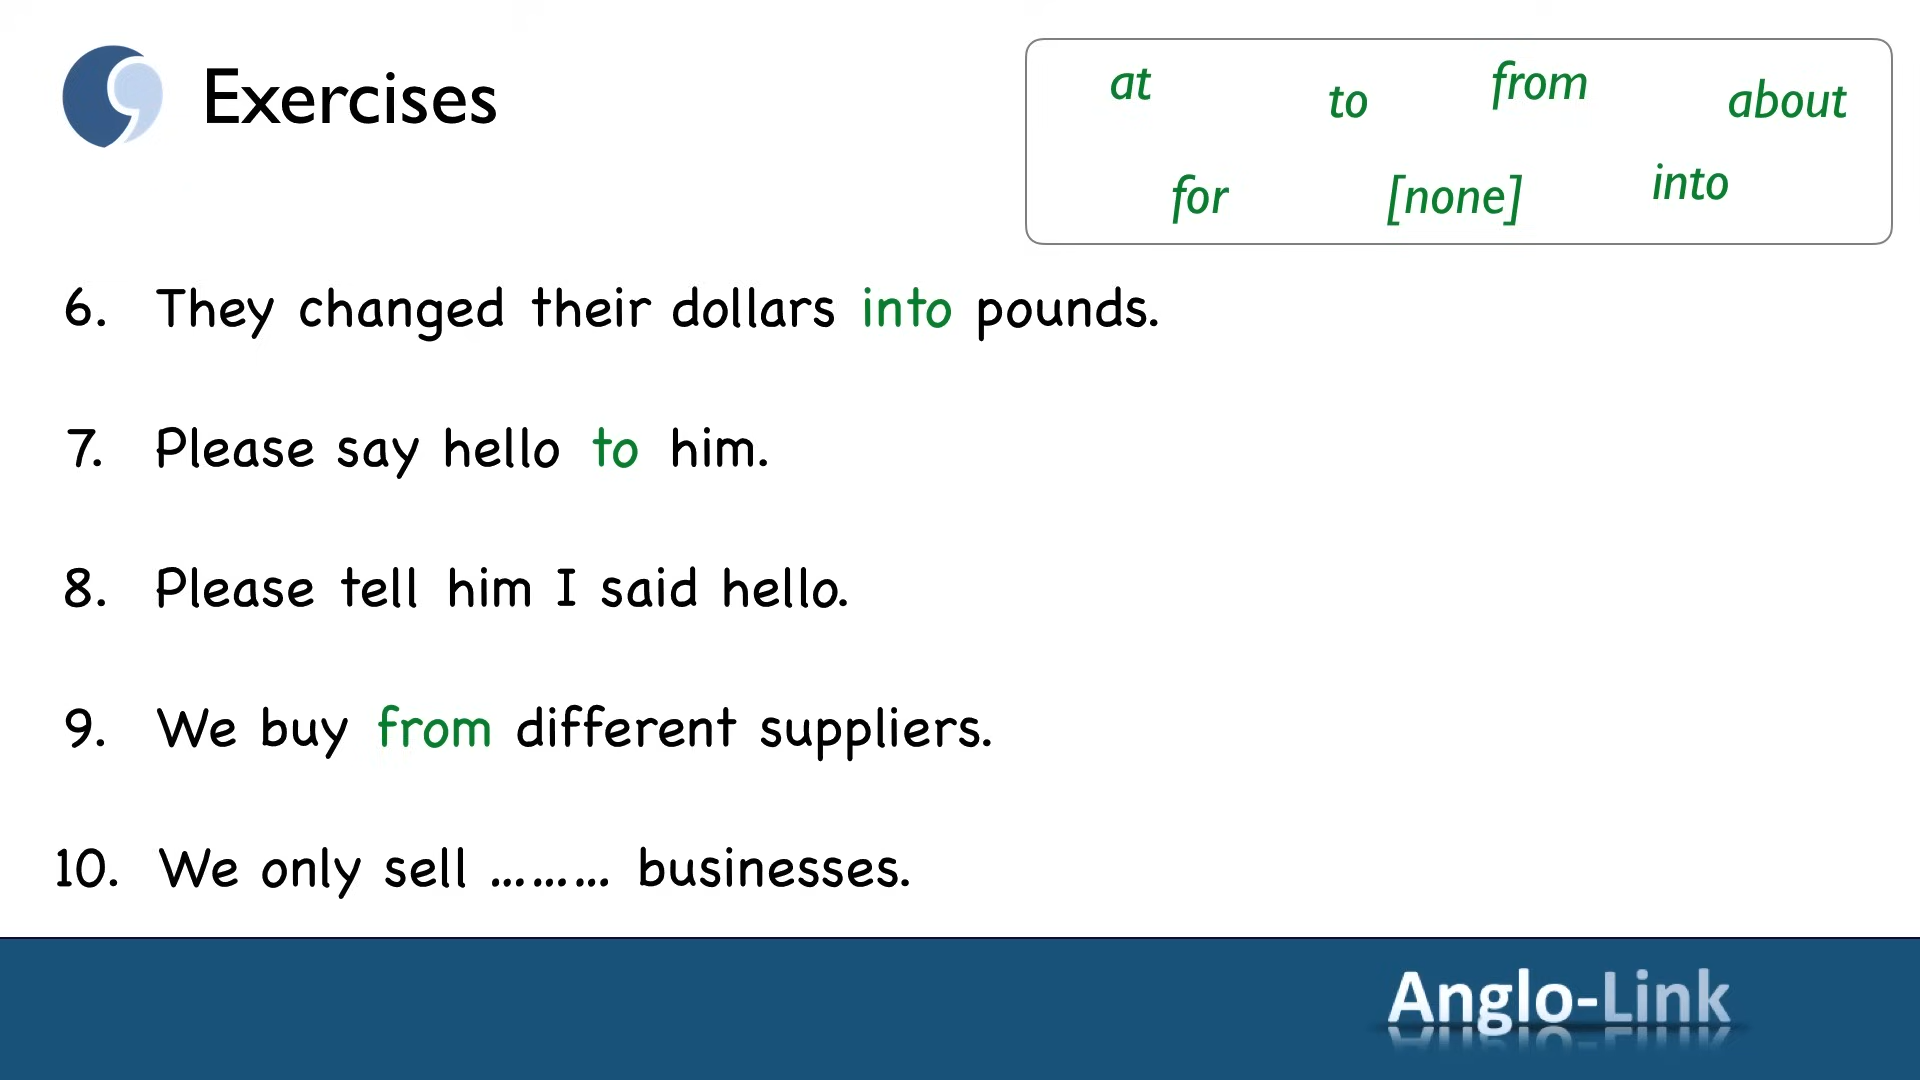 Exercises
at to from about
for [none] into
6. They changed their dollars into pounds.
7. Please say hello to him.
8. Please tell him I said hello.
9. We buy from different suppliers.
10. We only sell ……… businesses.
Anglo-Link